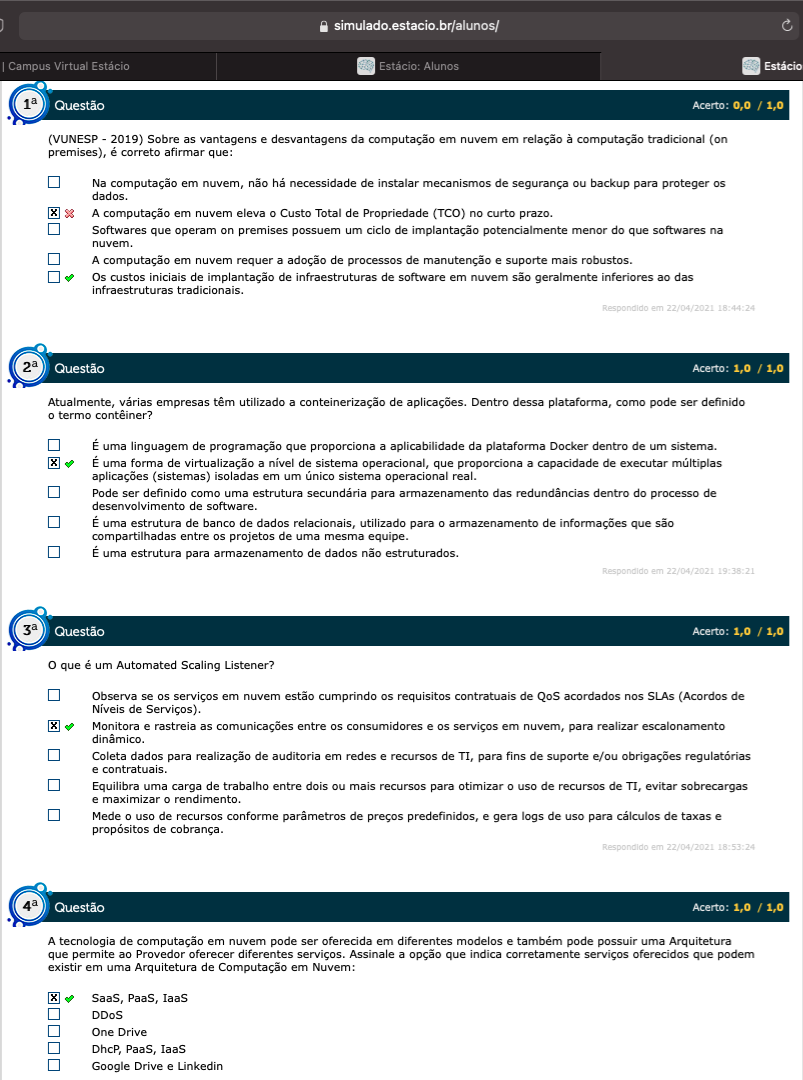 simulado.estacio.br/alunos/
| Campus Virtual Estácio
Estácio: Alunos
Estácio
1ª Questão
Acerto: 0,0 / 1,0
(VUNESP - 2019) Sobre as vantagens e desvantagens da computação em nuvem em relação à computação tradicional (on
premises), é correto afirmar que:
Na computação em nuvem, não há necessidade de instalar mecanismos de segurança ou backup para proteger os
dados.
X A computação em nuvem eleva o Custo Total de Propriedade (TCO) no curto prazo.
Softwares que operam on premises possuem um ciclo de implantação potencialmente menor do que softwares na
nuvem.
A computação em nuvem requer a adoção de processos de manutenção e suporte mais robustos.
Os custos iniciais de implantação de infraestruturas de software em nuvem são geralmente inferiores ao das
infraestruturas tradicionais.
Respondido em 22/04/2021 18:44:24
2ª Questão
Acerto: 1,0 / 1,0
Atualmente, várias empresas têm utilizado a conteinerização de aplicações. Dentro dessa plataforma, como pode ser definido
o termo contêiner?
É uma linguagem de programação que proporciona a aplicabilidade da plataforma Docker dentro de um sistema.
X É uma forma de virtualização a nível de sistema operacional, que proporciona a capacidade de executar múltiplas
aplicações (sistemas) isoladas em um único sistema operacional real.
Pode ser definido como uma estrutura secundária para armazenamento das redundâncias dentro do processo de
desenvolvimento de software.
É uma estrutura de banco de dados relacionais, utilizado para o armazenamento de informações que são
compartilhadas entre os projetos de uma mesma equipe.
É uma estrutura para armazenamento de dados não estruturados.
Respondido em 22/04/2021 19:38:21
3ª Questão
Acerto: 1,0 / 1,0
O que é um Automated Scaling Listener?
Observa se os serviços em nuvem estão cumprindo os requisitos contratuais de QoS acordados nos SLAs (Acordos de
Níveis de Serviços).
X Monitora e rastreia as comunicações entre os consumidores e os serviços em nuvem, para realizar escalonamento
dinâmico.
Coleta dados para realização de auditoria em redes e recursos de TI, para fins de suporte e/ou obrigações regulatórias
e contratuais.
Equilibra uma carga de trabalho entre dois ou mais recursos para otimizar o uso de recursos de TI, evitar sobrecargas
e maximizar o rendimento.
Mede o uso de recursos conforme parâmetros de preços predefinidos, e gera logs de uso para cálculos de taxas e
propósitos de cobrança.
Respondido em 22/04/2021 18:53:24
4ª Questão
Acerto: 1,0 / 1,0
A tecnologia de computação em nuvem pode ser oferecida em diferentes modelos e também pode possuir uma Arquitetura
que permite ao Provedor oferecer diferentes serviços. Assinale a opção que indica corretamente serviços oferecidos que podem
existir em uma Arquitetura de Computação em Nuvem:
X SaaS, PaaS, IaaS
DDoS
One Drive
DhcP, PaaS, IaaS
Google Drive e Linkedin